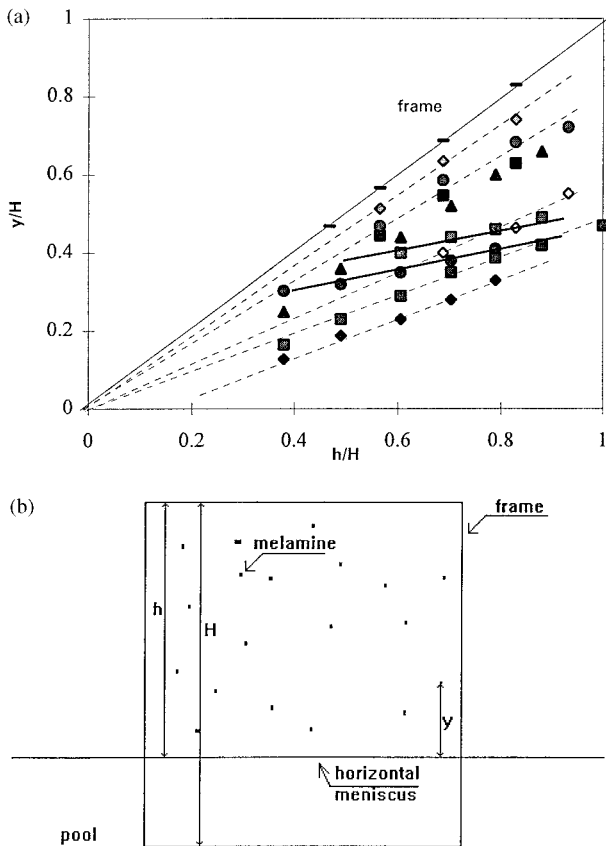 (a)
1
0.8
0.6
0.4
0.2
0
y/H
frame
0
0.2
0.4
0.6
0.8
1
h/H
(b)
frame
melamine
h
H
y
horizontal
meniscus
pool